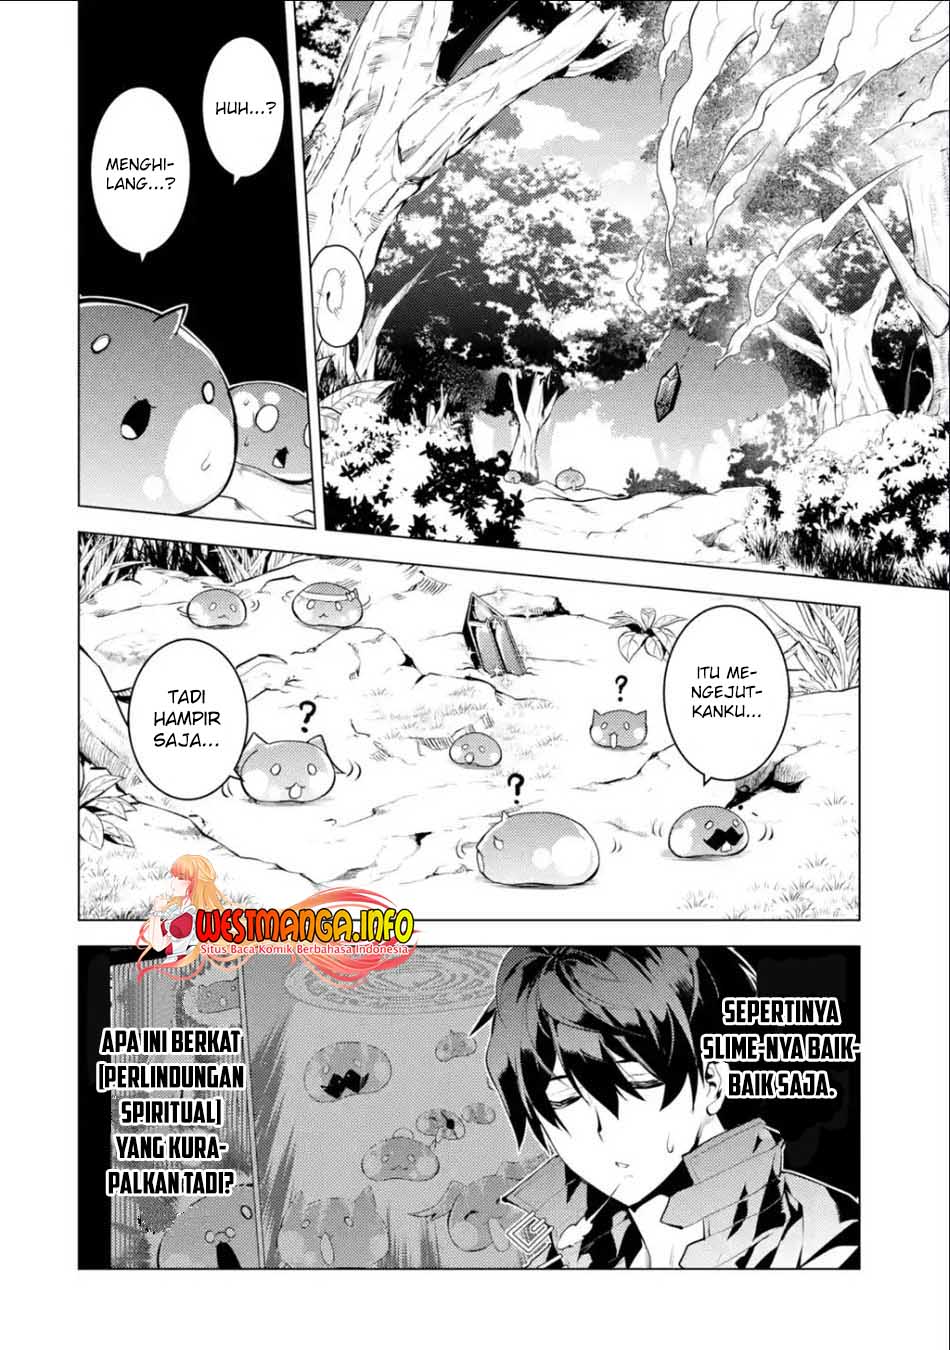 HUH...?
MENGHI-
LANG...?
ITU ME-
NGEJUT-
KANKU...
?
?
?
TADI
HAMPIR
SAJA...
WESTMANGA.INFO
Situs Baca Komik Berbahasa Indonesia
SEPERTINYA
SLIME-NYA BAIK-
BAIK SAJA.
APA INI BERKAT
[PERLINDUNGAN
SPIRITUAL]
YANG KURA-
PALKAN TADI?